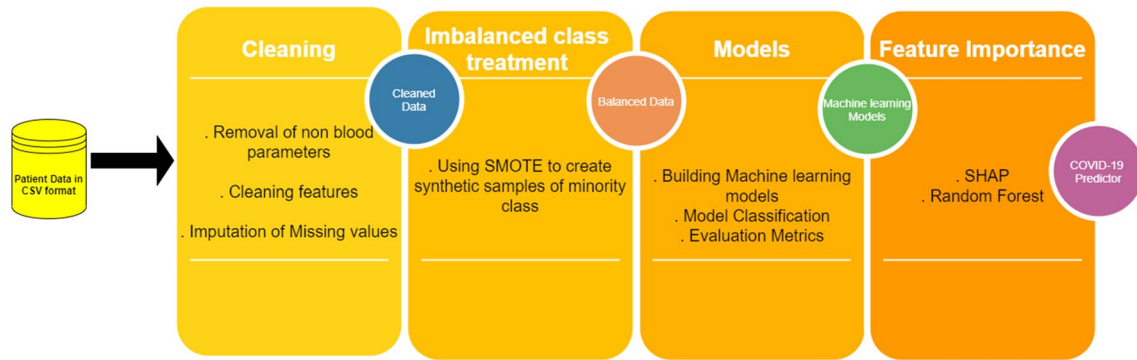 Patient Data in
CSV format
Cleaning
. Removal of non blood
parameters
. Cleaning features
. Imputation of Missing values
Cleaned
Data
Imbalanced class
treatment
. Using SMOTE to create
synthetic samples of minority
class
Balanced Data
Models
. Building Machine learning
models
. Model Classification
. Evaluation Metrics
Machine learning
Models
Feature Importance
. SHAP
. Random Forest
COVID-19
Predictor